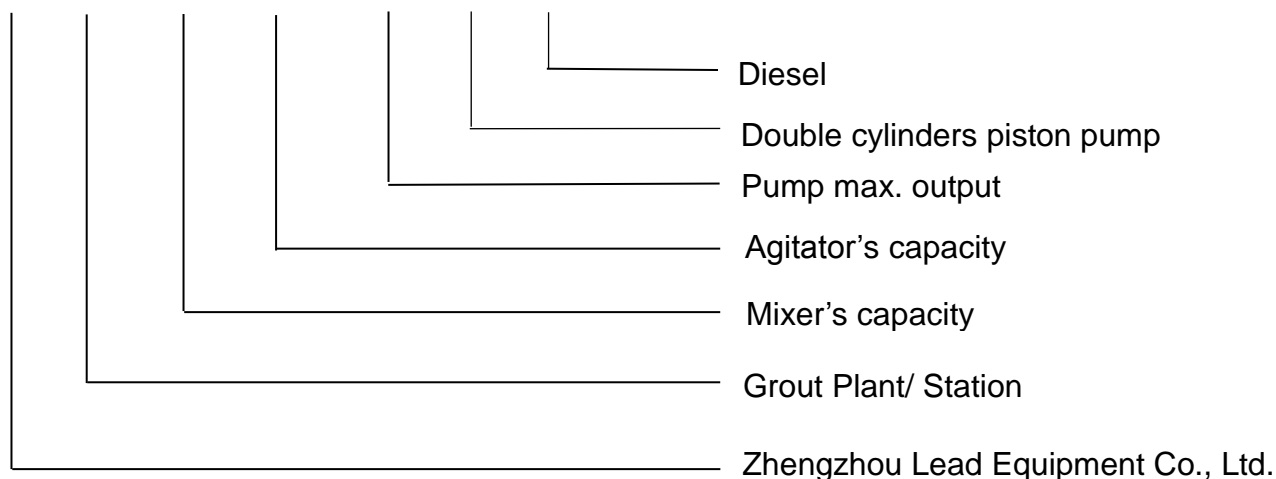 Diesel
Double cylinders piston pump
Pump max. output
Agitator’s capacity
Mixer’s capacity
Grout Plant/ Station
Zhengzhou Lead Equipment Co., Ltd.